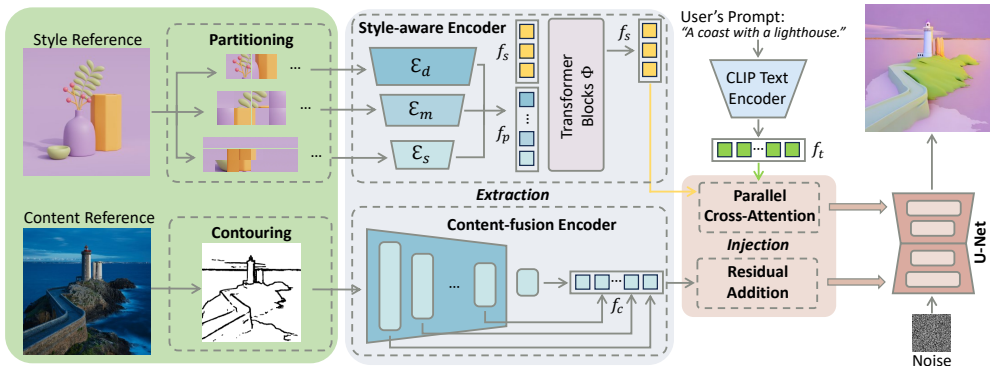 Style Reference
Partitioning
...
...
...
Style-aware Encoder
ℰd
ℰm
ℰs
fs
fp
Transformer
Blocks Φ
fs
User's Prompt:
"A coast with a lighthouse."
CLIP Text
Encoder
ft
Extraction
Content Reference
Contouring
Content-fusion Encoder
...
fc
Parallel
Cross-Attention
Injection
Residual
Addition
U-Net
Noise